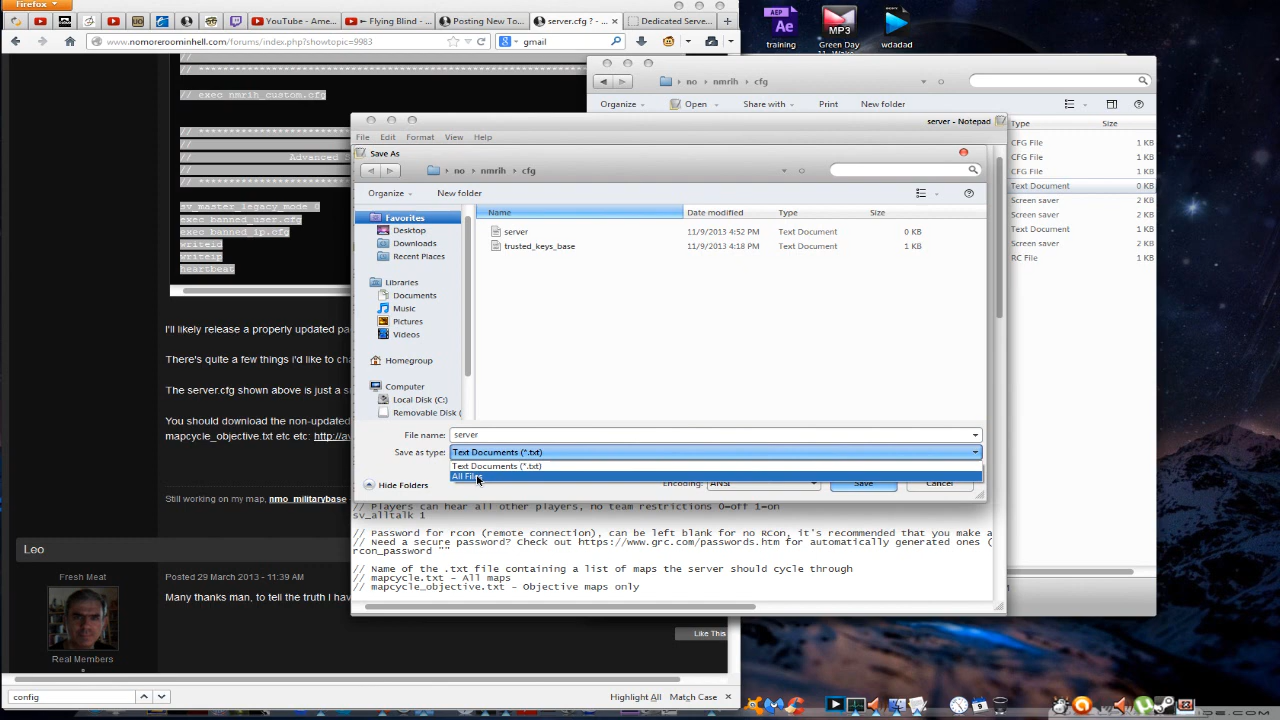 Firefox
YouTube - Ame...
Flying Blind - ...
Posting New To...
server.cfg ? - ...
Dedicated Serve...
www.nomoreroominhell.com/forums/index.php?showtopic=9983
gmail
// exec nmrih_custom.cfg
//
// Advanced S
//
sv_master_legacy_mode 0
exec banned_user.cfg
exec banned_ip.cfg
writeid
writeip
heartbeat
I'll likely release a properly updated pa
There's quite a few things I'd like to cha
The server.cfg shown above is just a si
You should download the non-updated
mapcycle_objective.txt etc etc: http://av
Still working on my map, nmo_militarybase
Leo
Fresh Meat
Posted 29 March 2013 - 11:39 AM
Many thanks man, to tell the truth I hav
Real Members
Like This
config
Highlight All
Match Case
AEP
Ae
training
MP3
Green Day
wdadad
no
nmrih
cfg
Organize
Open
Share with
Print
New folder
Type
Size
CFG File
1 KB
CFG File
1 KB
CFG File
1 KB
Text Document
0 KB
Screen saver
2 KB
Screen saver
2 KB
Text Document
1 KB
Screen saver
2 KB
RC File
1 KB
server - Notepad
File
Edit
Format
View
Help
Save As
no
nmrih
cfg
Organize
New folder
Favorites
Desktop
Downloads
Recent Places
Libraries
Documents
Music
Pictures
Videos
Homegroup
Computer
Local Disk (C:)
Removable Disk (
Name
Date modified
Type
Size
server
11/9/2013 4:52 PM
Text Document
0 KB
trusted_keys_base
11/9/2013 4:18 PM
Text Document
1 KB
File name:
server
Save as type:
Text Documents (*.txt)
Text Documents (*.txt)
All Files
Hide Folders
Encoding:
ANSI
Save
Cancel
// Players can hear all other players, no team restrictions 0=off 1=on
sv_alltalk 1
// Password for rcon (remote connection), can be left blank for no RCon, it's recommended that you make a
// Need a secure password? Check out https://www.grc.com/passwords.htm for automatically generated ones (
rcon_password ""
// Name of the .txt file containing a list of maps the server should cycle through
// mapcycle.txt - All maps
// mapcycle_objective.txt - Objective maps only